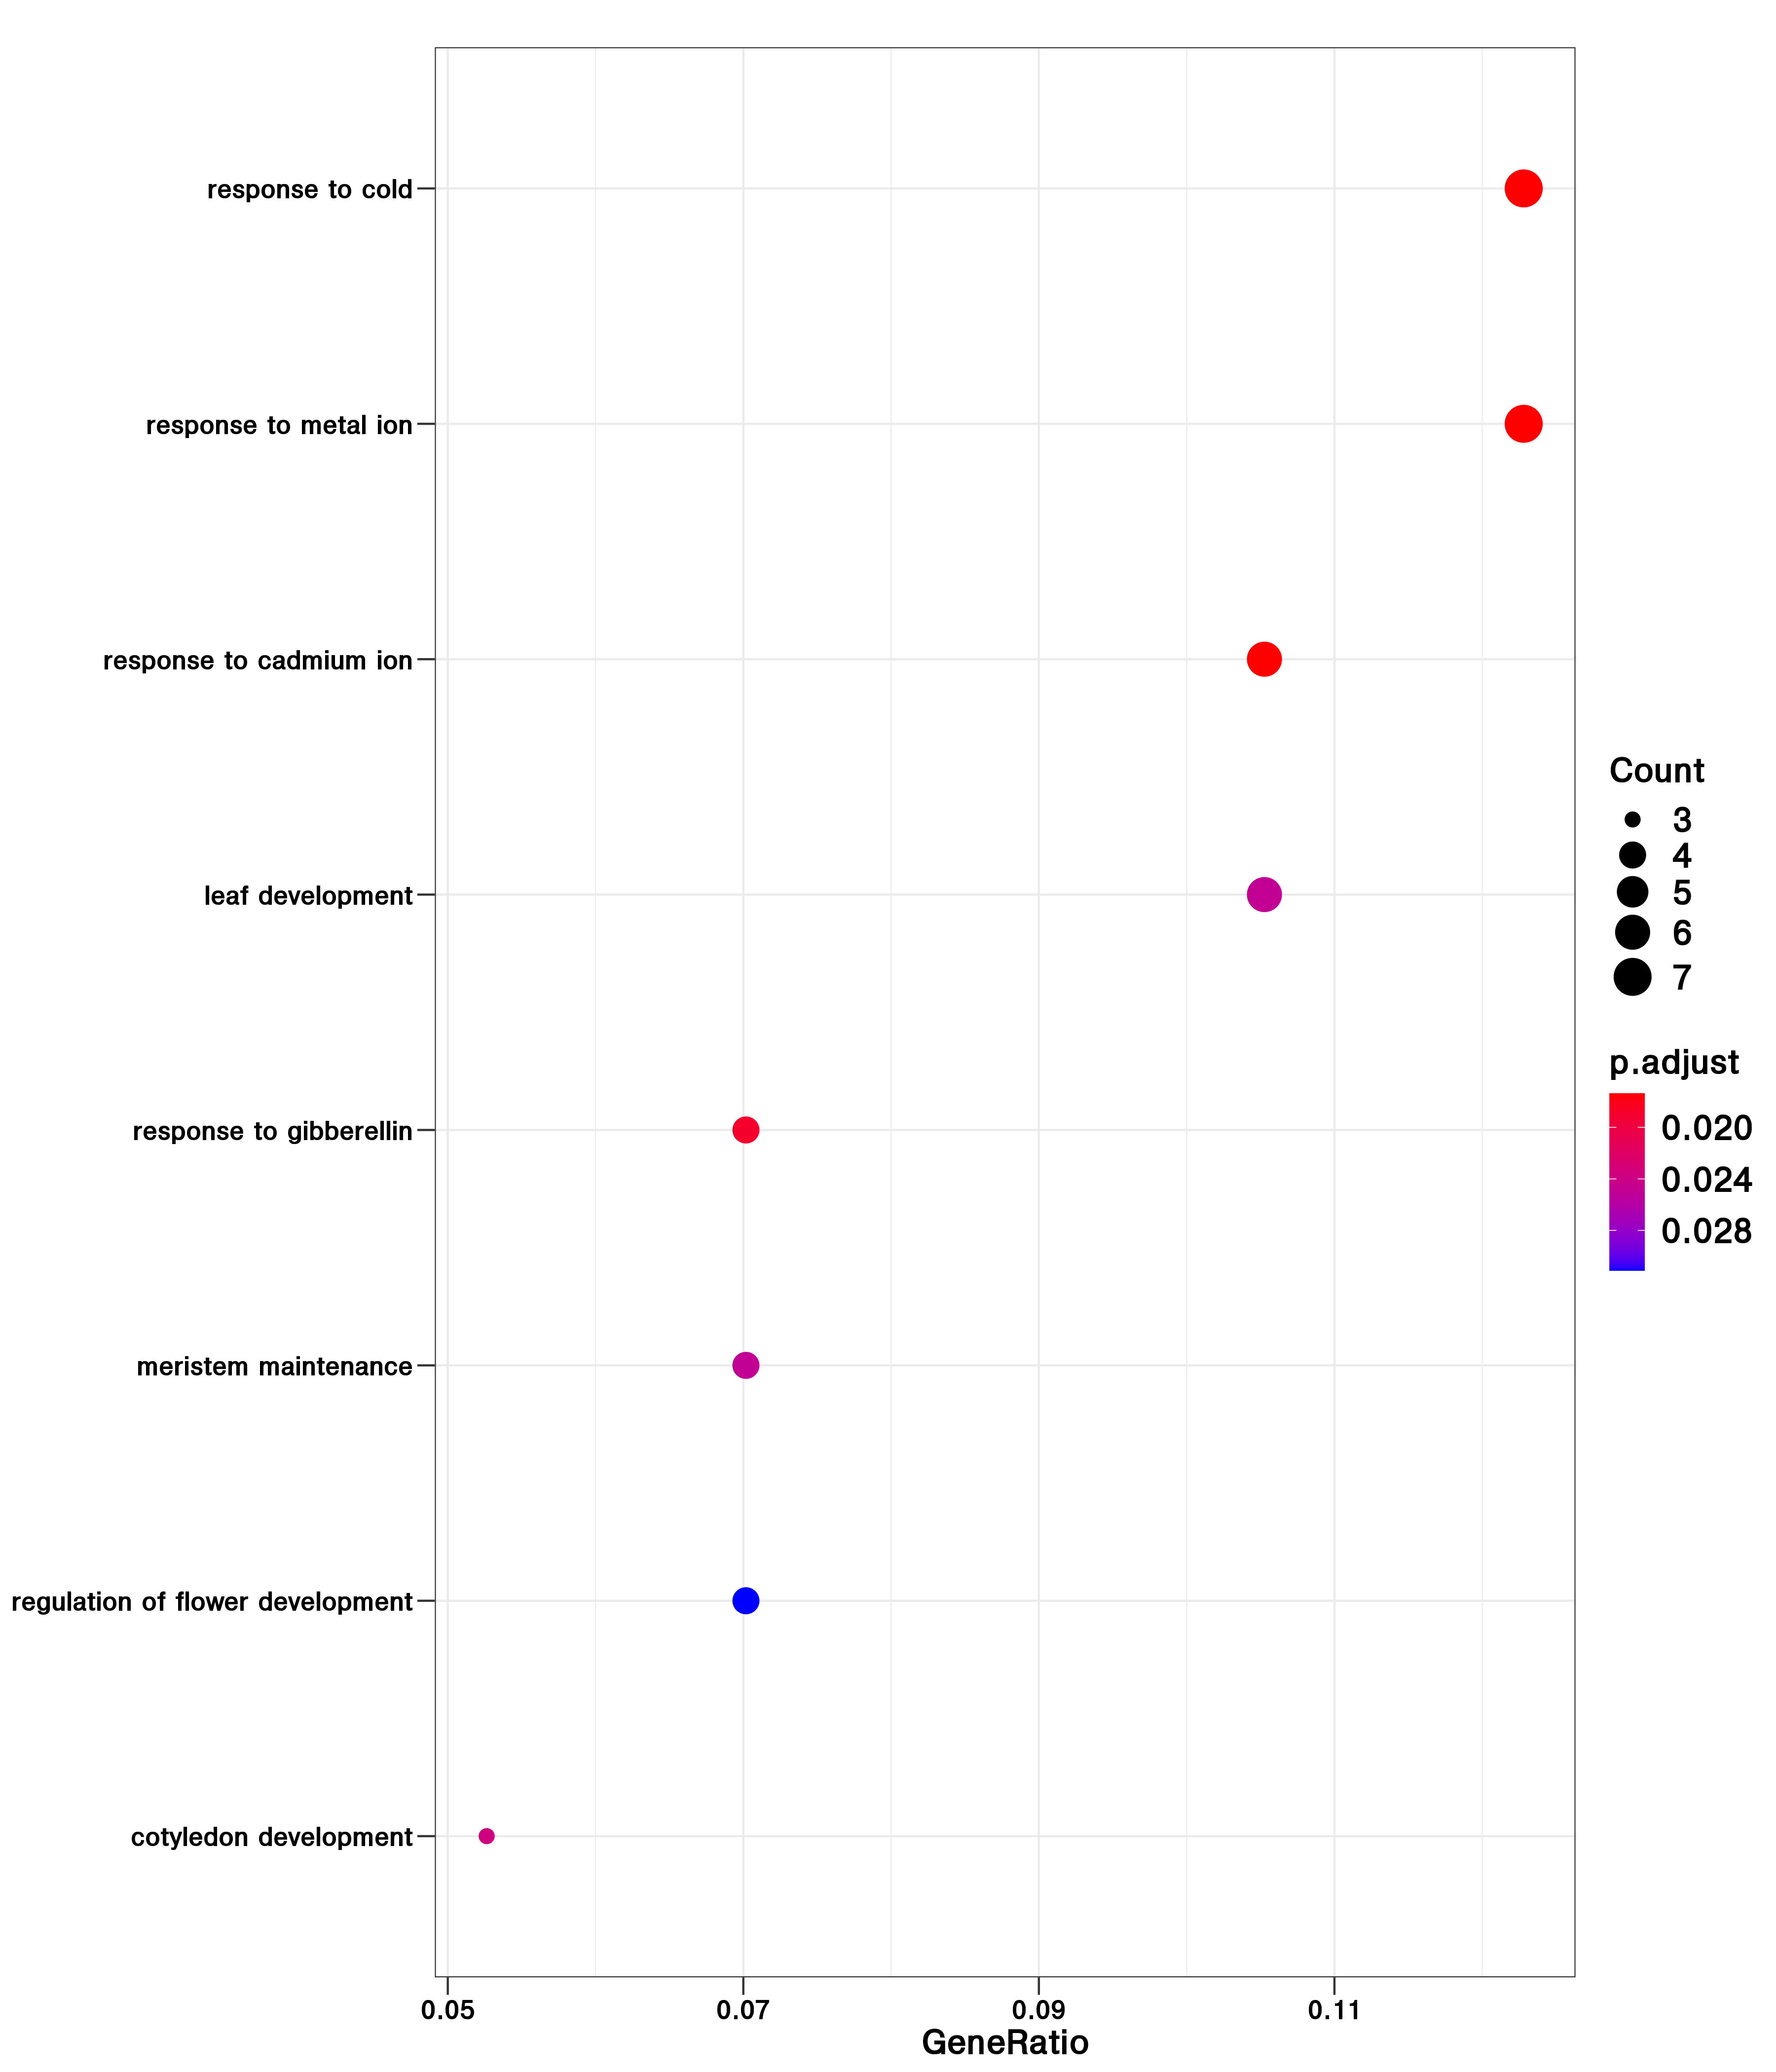 response to cold
response to metal ion
response to cadmium ion
leaf development
response to gibberellin
meristem maintenance
regulation of flower development
cotyledon development
0.05 0.07 0.09 0.11
GeneRatio
Count
3
4
5
6
7
p.adjust
0.020
0.024
0.028